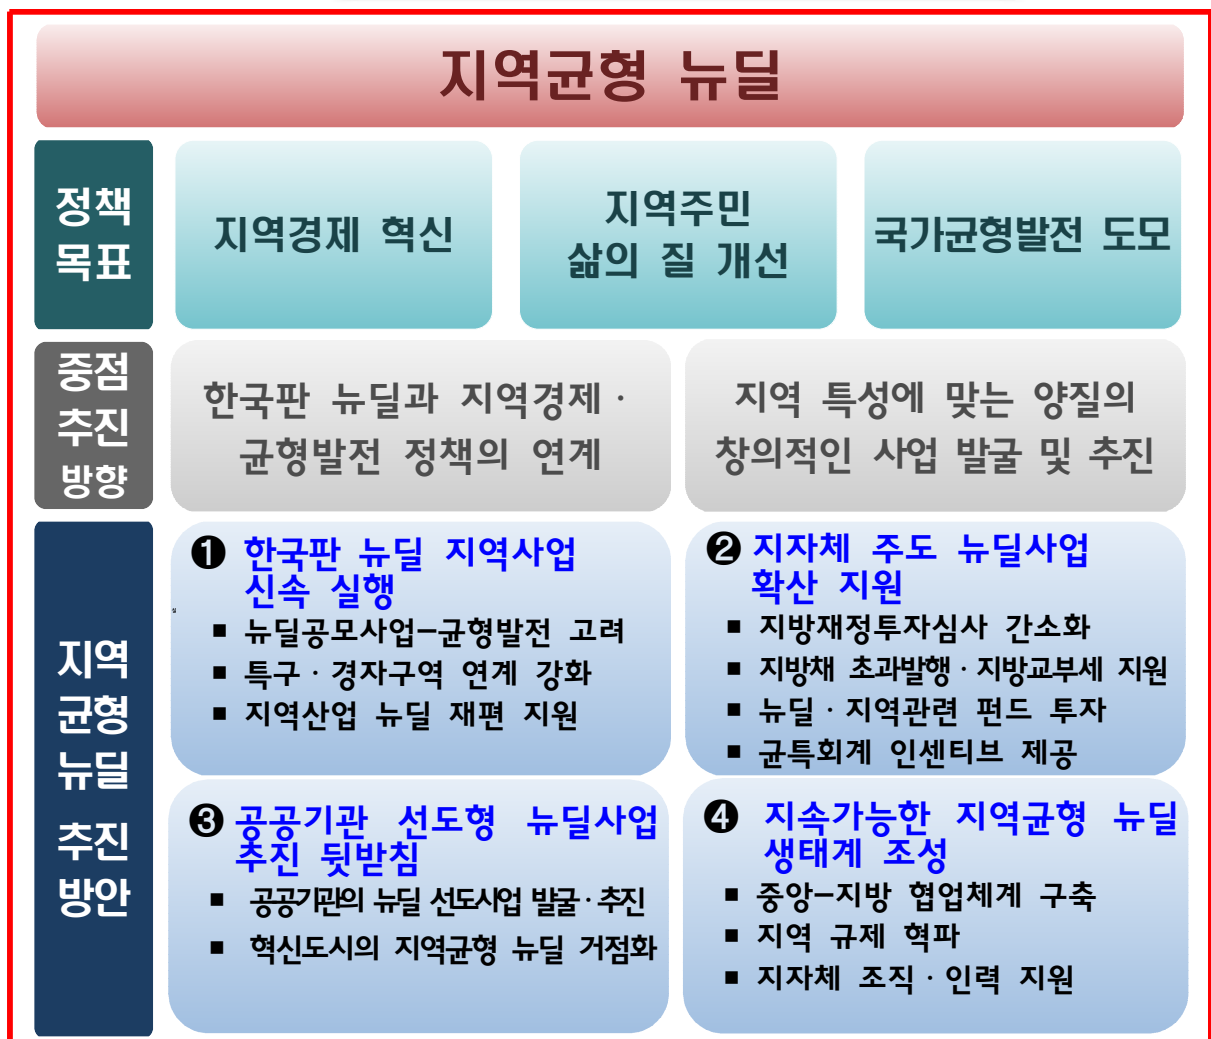 지역균형 뉴딜
정책
목표
지역경제 혁신
지역주민
삶의 질 개선
국가균형발전 도모
중점
추진
방향
한국판 뉴딜과 지역경제·
균형발전 정책의 연계
지역 특성에 맞는 양질의
창의적인 사업 발굴 및 추진
지역
균형
뉴딜
추진
방안
❶ 한국판 뉴딜 지역사업
신속 실행
▪ 뉴딜공모사업–균형발전 고려
▪ 특구·경자구역 연계 강화
▪ 지역산업 뉴딜 재편 지원
❷ 지자체 주도 뉴딜사업
확산 지원
▪ 지방재정투자심사 간소화
▪ 지방채 초과발행·지방교부세 지원
▪ 뉴딜·지역관련 펀드 투자
▪ 균특회계 인센티브 제공
❸ 공공기관 선도형 뉴딜사업
추진 뒷받침
▪ 공공기관의 뉴딜 선도사업 발굴·추진
▪ 혁신도시의 지역균형 뉴딜 거점화
❹ 지속가능한 지역균형 뉴딜
생태계 조성
▪ 중앙–지방 협업체계 구축
▪ 지역 규제 혁파
▪ 지자체 조직·인력 지원